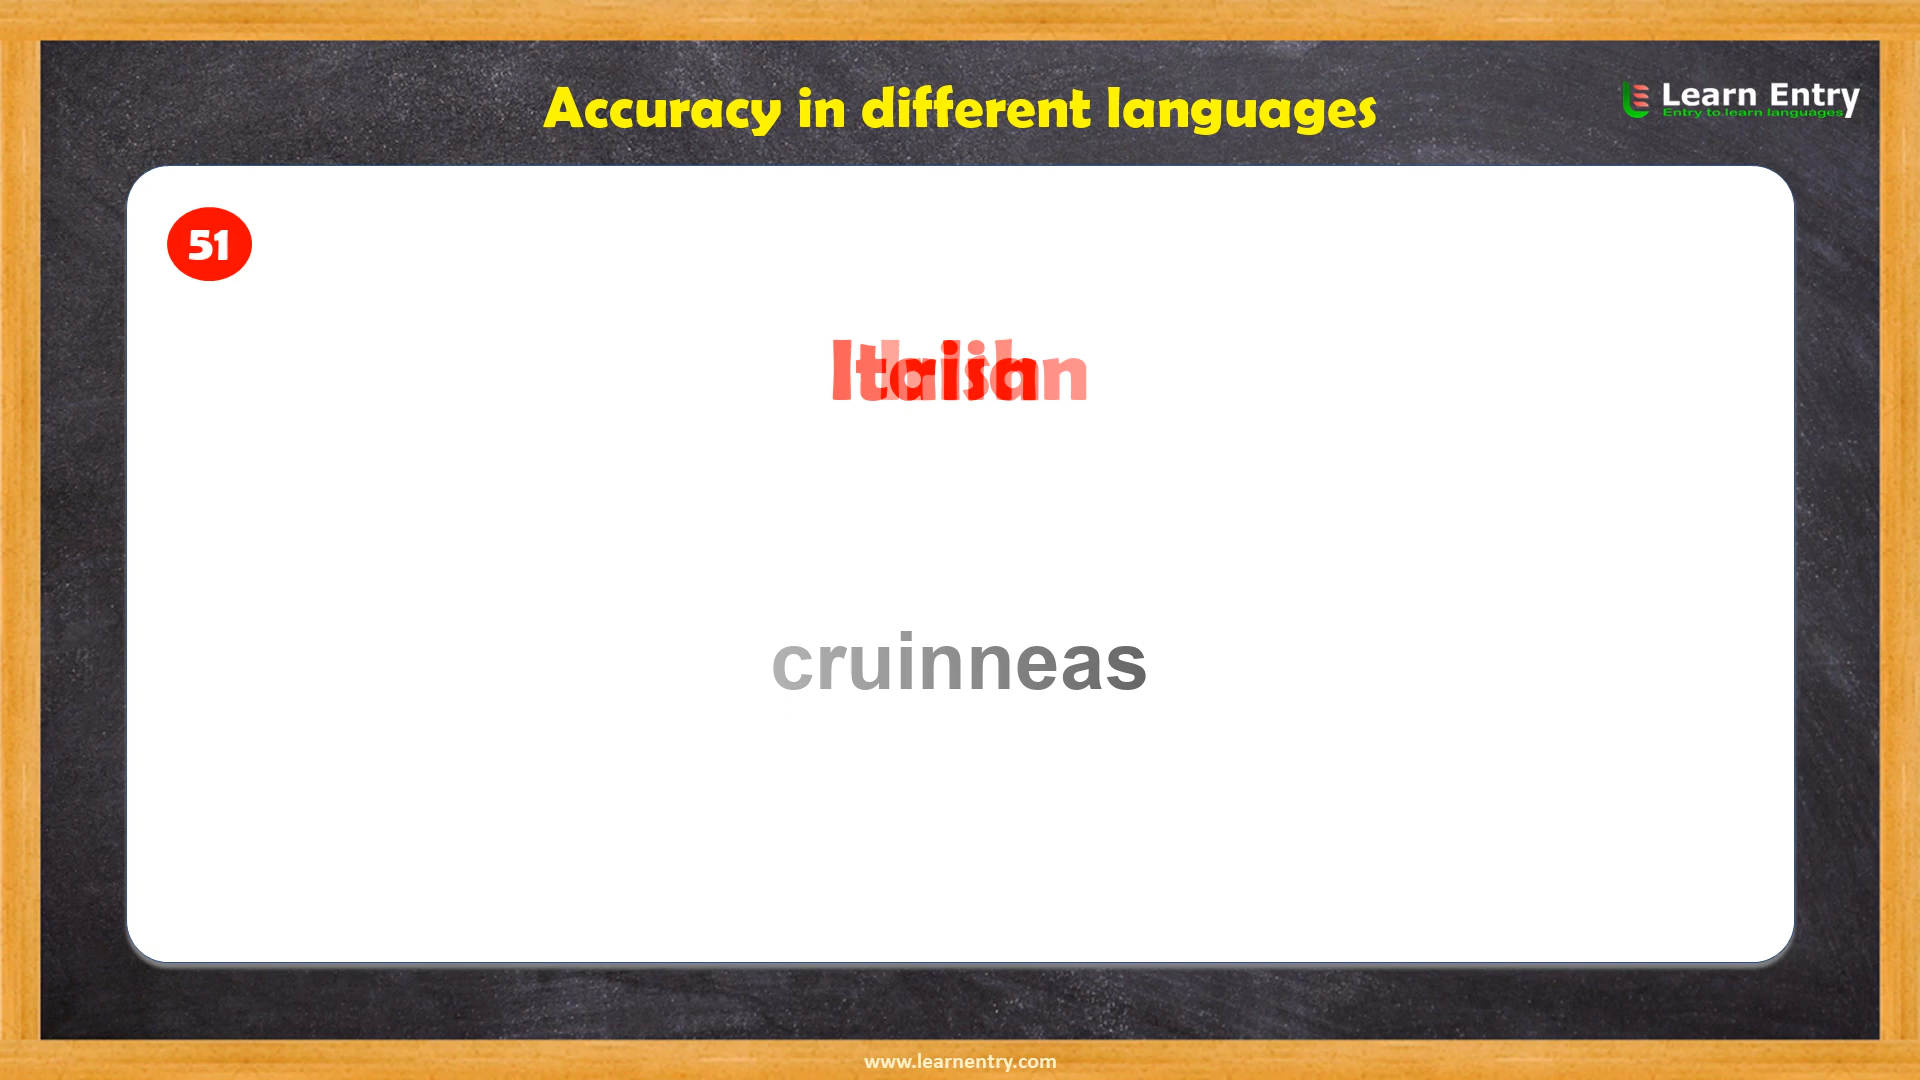 Accuracy in different languages
Learn Entry
Entry to learn languages
51
cruinneas
www.learnentry.com